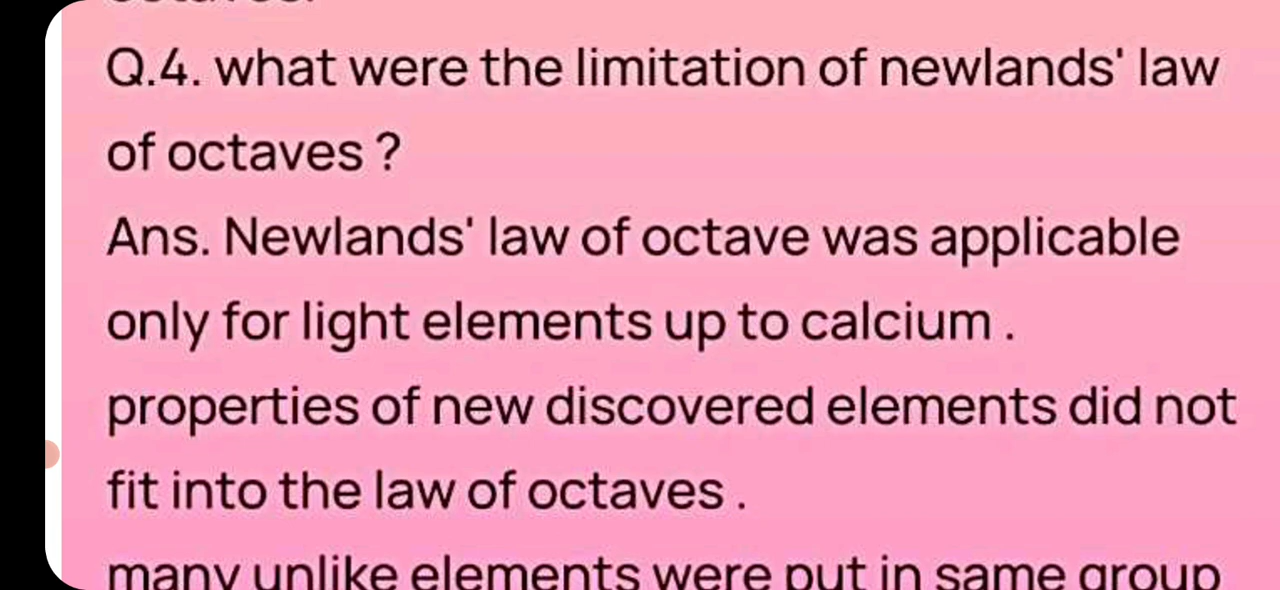 Q.4. what were the limitation of newlands' law
of octaves ?
Ans. Newlands' law of octave was applicable
only for light elements up to calcium .
properties of new discovered elements did not
fit into the law of octaves .
many unlike elements were put in same group